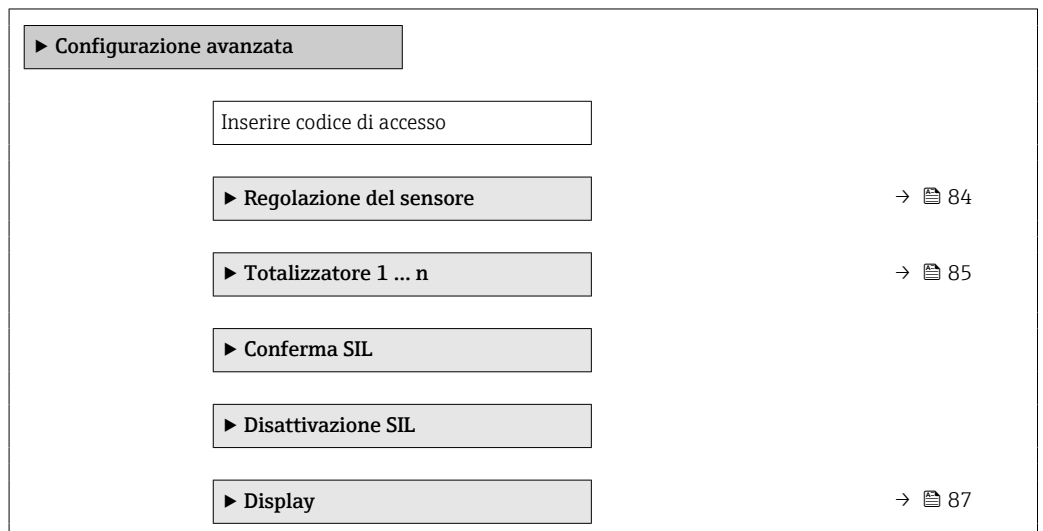 ▶ Configurazione avanzata
Inserire codice di accesso
▶ Regolazione del sensore → 84
▶ Totalizzatore 1 ... n → 85
▶ Conferma SIL
▶ Disattivazione SIL
▶ Display → 87